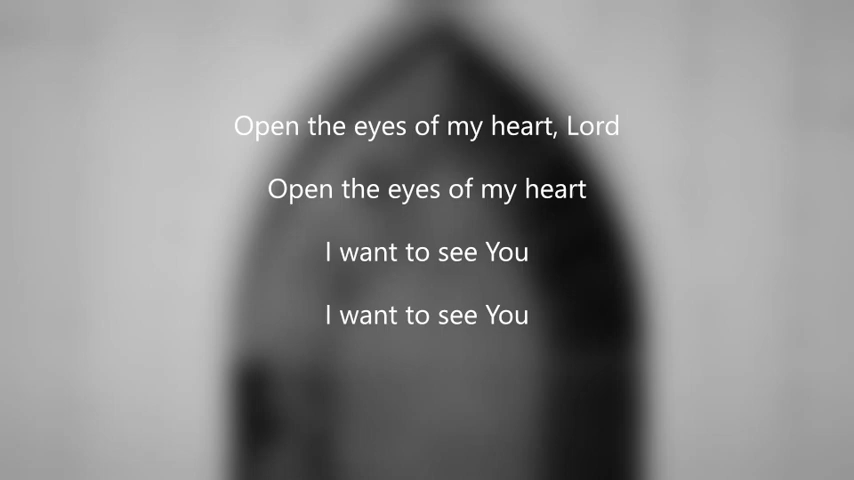 Open the eyes of my heart, Lord
Open the eyes of my heart
I want to see You
I want to see You